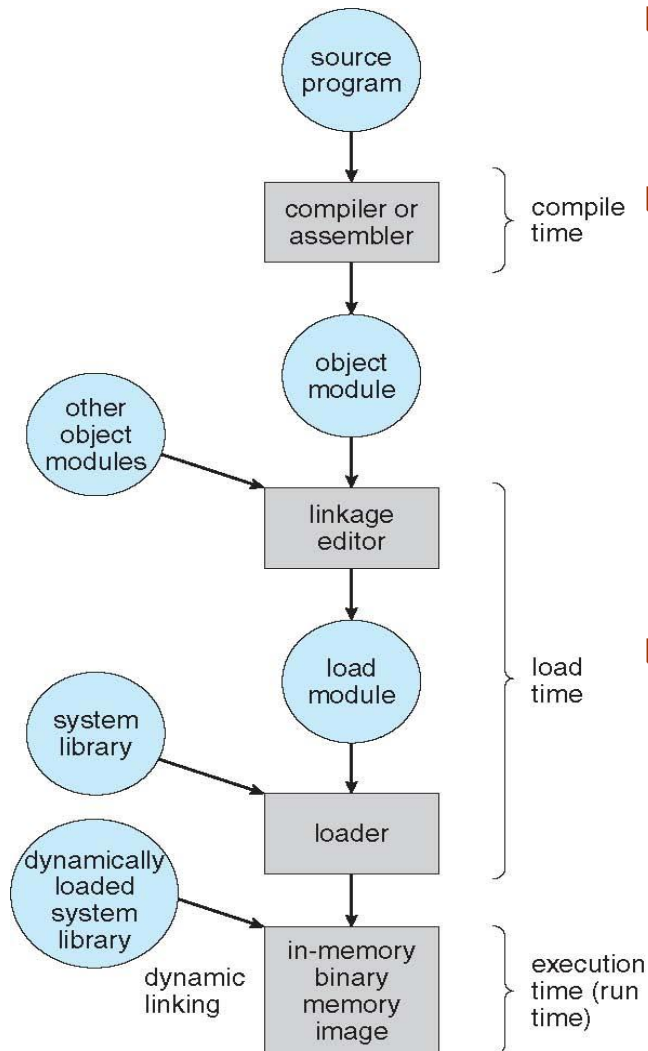 source
program
compiler or
assembler
compile
time
object
module
other
object
modules
linkage
editor
load
module
load
time
system
library
loader
dynamically
loaded
system
library
dynamic
linking
in-memory
binary
memory
image
execution
time (run
time)